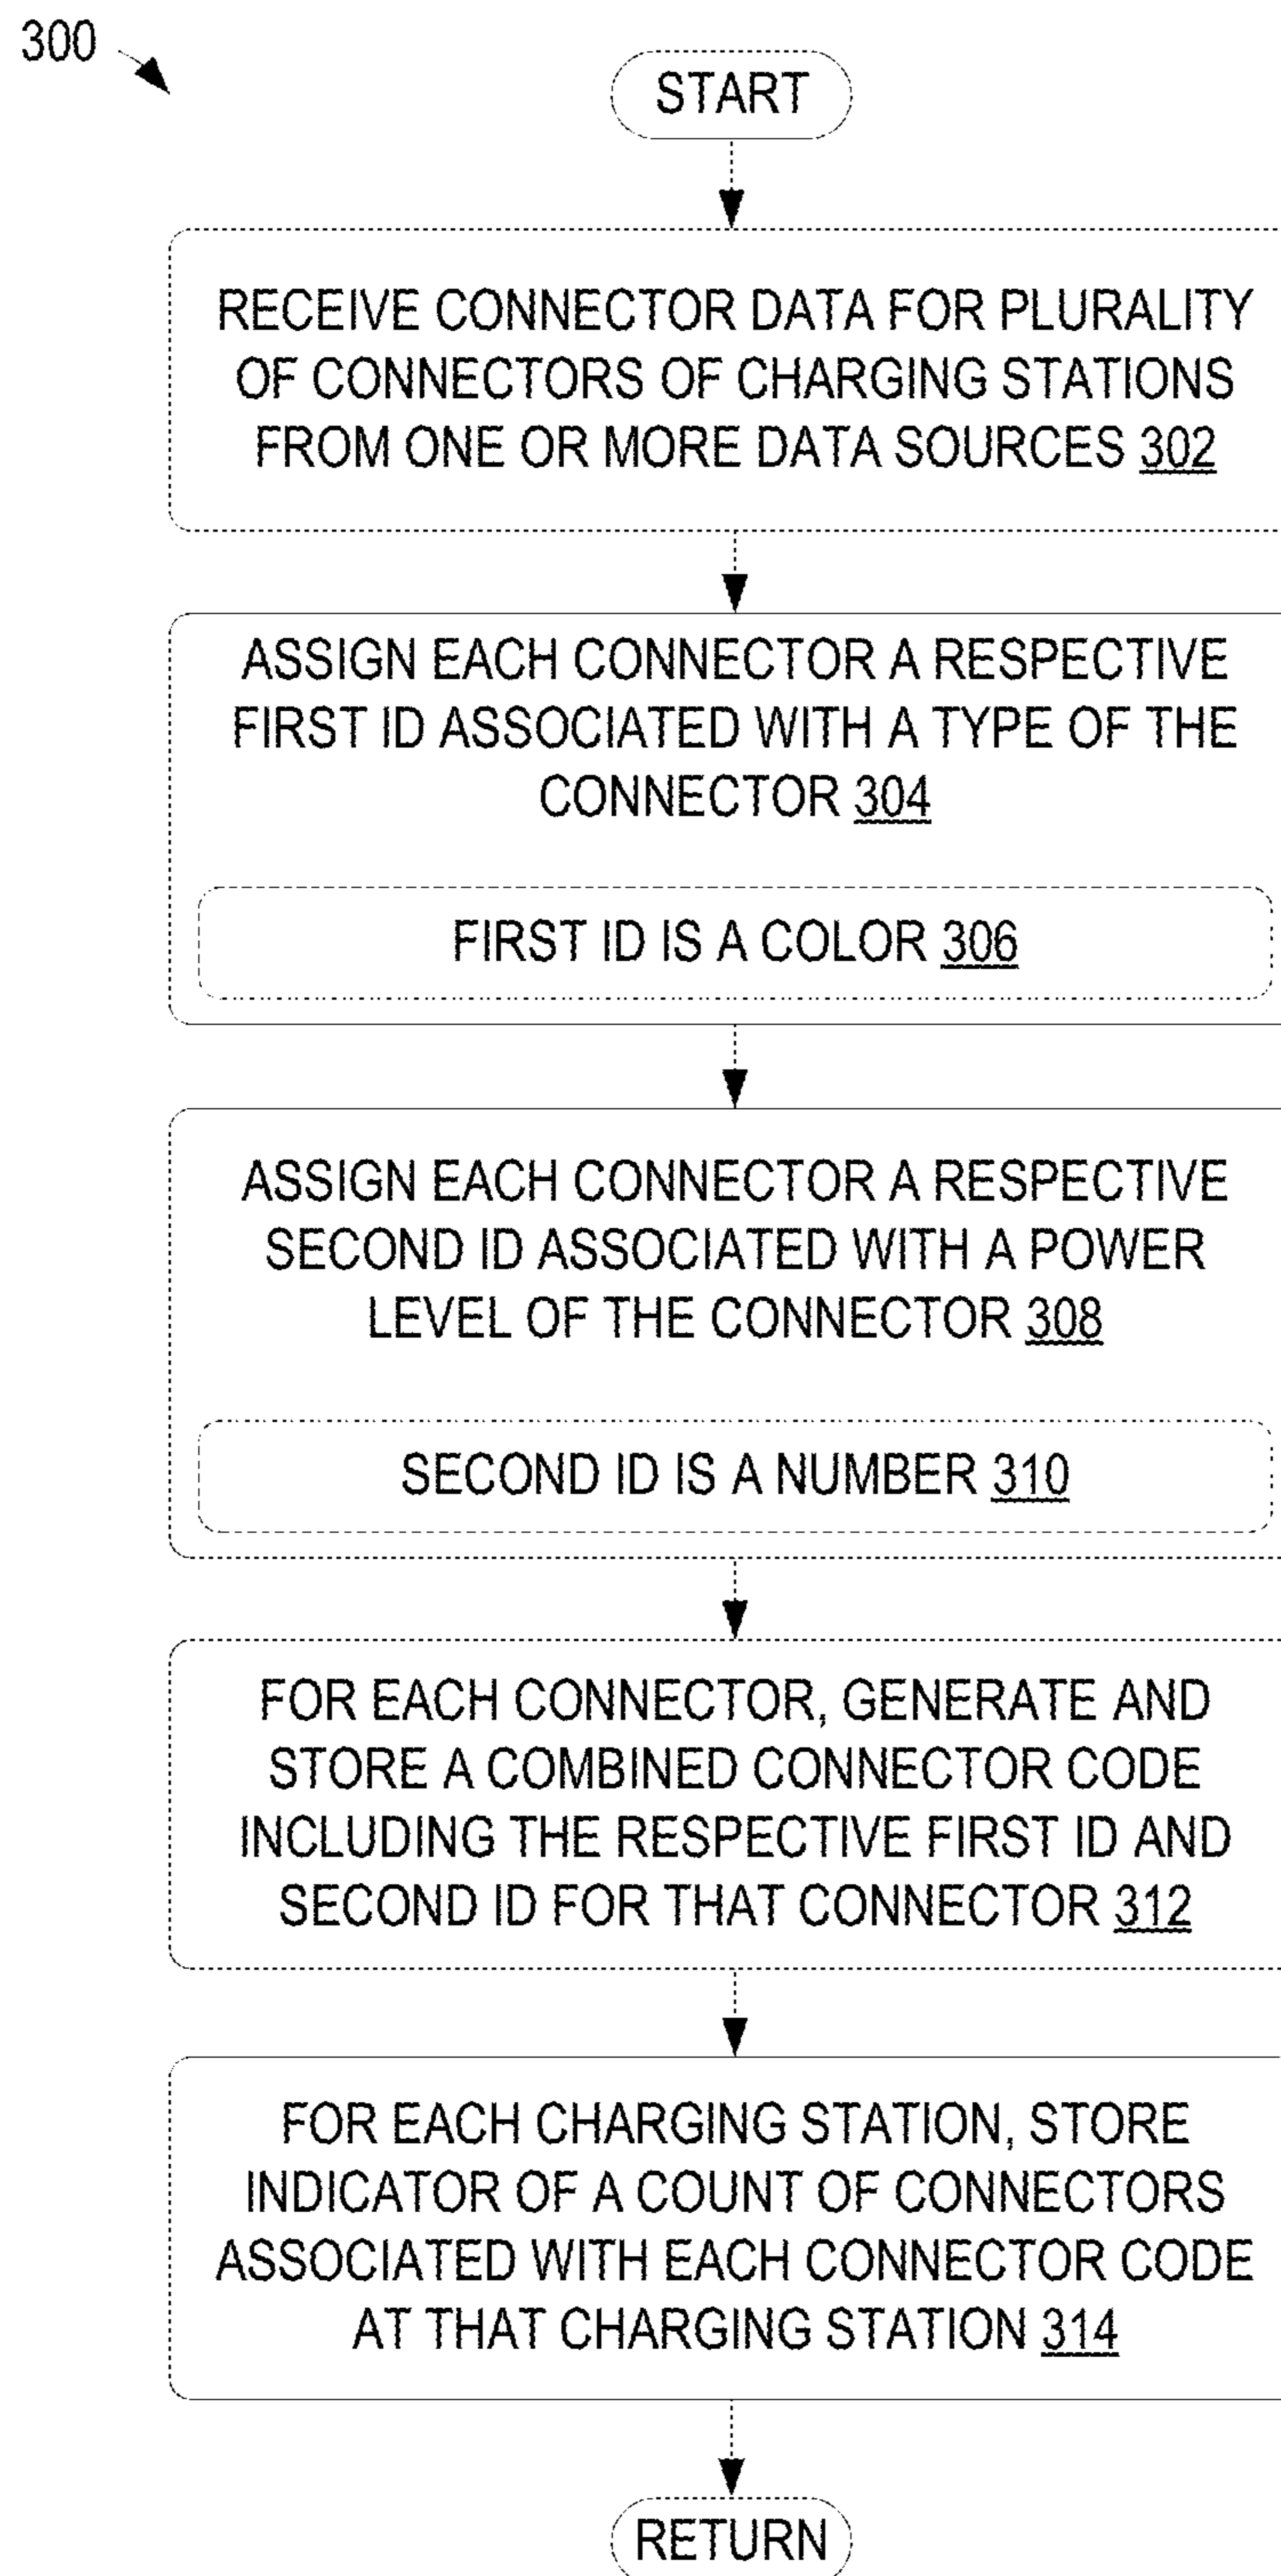 300
START
RECEIVE CONNECTOR DATA FOR PLURALITY
OF CONNECTORS OF CHARGING STATIONS
FROM ONE OR MORE DATA SOURCES 302
ASSIGN EACH CONNECTOR A RESPECTIVE
FIRST ID ASSOCIATED WITH A TYPE OF THE
CONNECTOR 304
FIRST ID IS A COLOR 306
ASSIGN EACH CONNECTOR A RESPECTIVE
SECOND ID ASSOCIATED WITH A POWER
LEVEL OF THE CONNECTOR 308
SECOND ID IS A NUMBER 310
FOR EACH CONNECTOR, GENERATE AND
STORE A COMBINED CONNECTOR CODE
INCLUDING THE RESPECTIVE FIRST ID AND
SECOND ID FOR THAT CONNECTOR 312
FOR EACH CHARGING STATION, STORE
INDICATOR OF A COUNT OF CONNECTORS
ASSOCIATED WITH EACH CONNECTOR CODE
AT THAT CHARGING STATION 314
RETURN